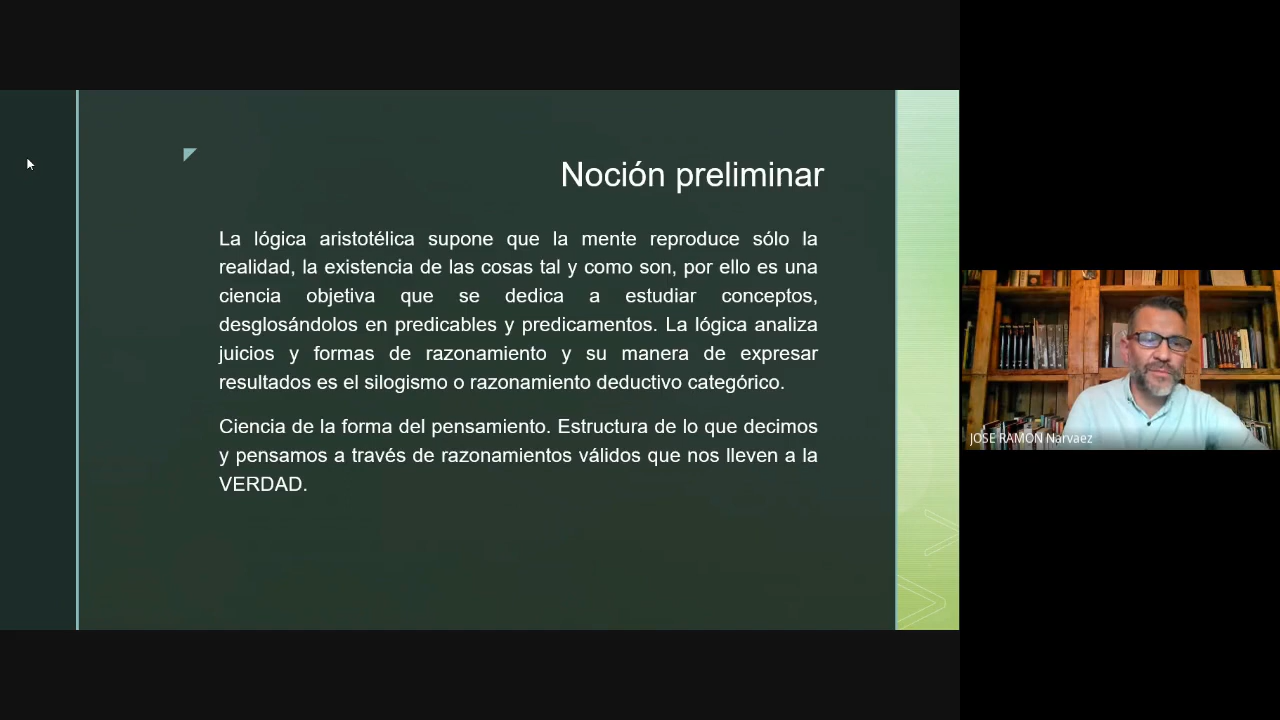 Noción preliminar
La lógica aristotélica supone que la mente reproduce sólo la
realidad, la existencia de las cosas tal y como son, por ello es una
ciencia objetiva que se dedica a estudiar conceptos,
desglosándolos en predicables y predicamentos. La lógica analiza
juicios y formas de razonamiento y su manera de expresar
resultados es el silogismo o razonamiento deductivo categórico.
Ciencia de la forma del pensamiento. Estructura de lo que decimos
y pensamos a través de razonamientos válidos que nos lleven a la
VERDAD.
JOSE RAMON Narvaez